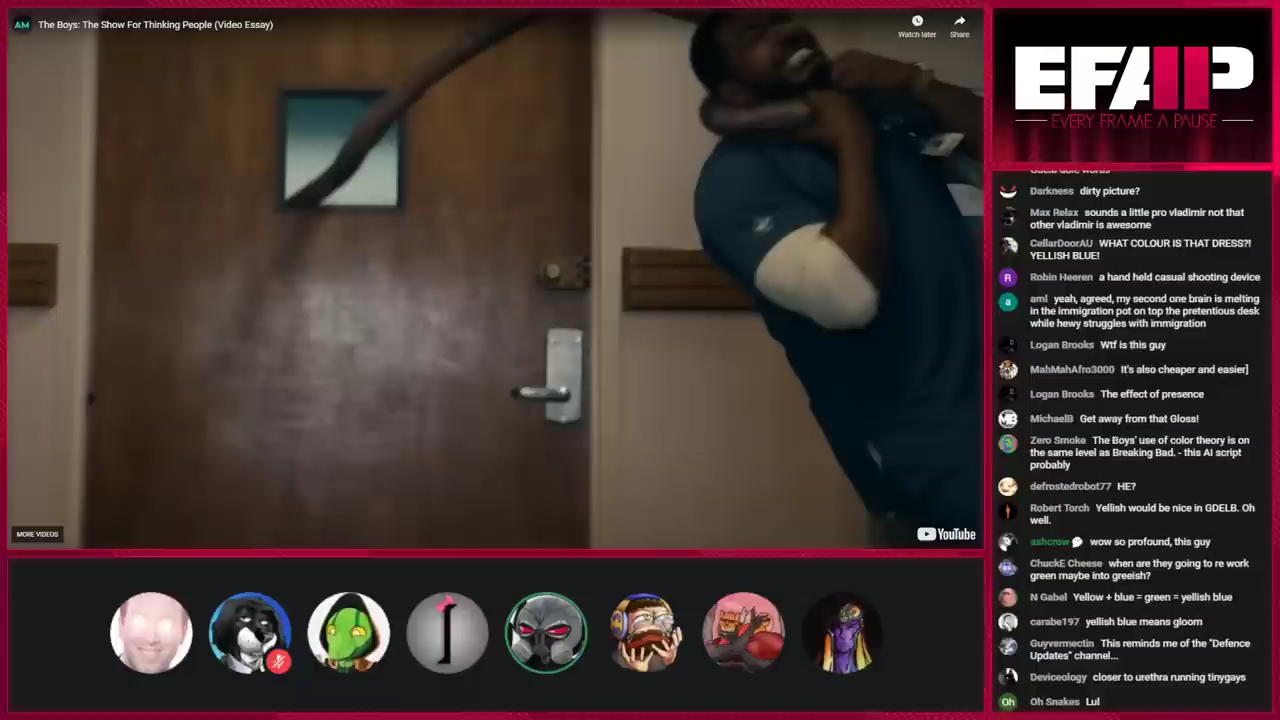 AM The Boys: The Show For Thinking People (Video Essay)
Watch later
Share
MORE VIDEOS
YouTube
EFAP
EVERY FRAME A PAUSE
Darkness dirty picture?
Max Relax sounds a little pro vladimir not that
other vladimir is awesome
CellarDoorAU WHAT COLOUR IS THAT DRESS?!
YELLISH BLUE!
R Robin Heeren a hand held casual shooting device
a aml yeah, agreed, my second one brain is melting
in the immigration pot on top the pretentious desk
while hewy struggles with immigration
Logan Brooks Wtf is this guy
MahMahAfro3000 It's also cheaper and easier]
Logan Brooks The effect of presence
MB MichaelB Get away from that Gloss!
Zero Smoke The Boys' use of color theory is on
the same level as Breaking Bad. - this AI script
probably
defrostedrobot77 HE?
Robert Torch Yellish would be nice in GDELB. Oh
well.
ashcrow wow so profound, this guy
ChuckE Cheese when are they going to re work
green maybe into greeish?
N Gabel Yellow + blue = green = yellish blue
carabe197 yellish blue means gloom
Guyvermectin This reminds me of the "Defence
Updates" channel...
Deviceology closer to urethra running tinygays
Oh Oh Snakes Lul